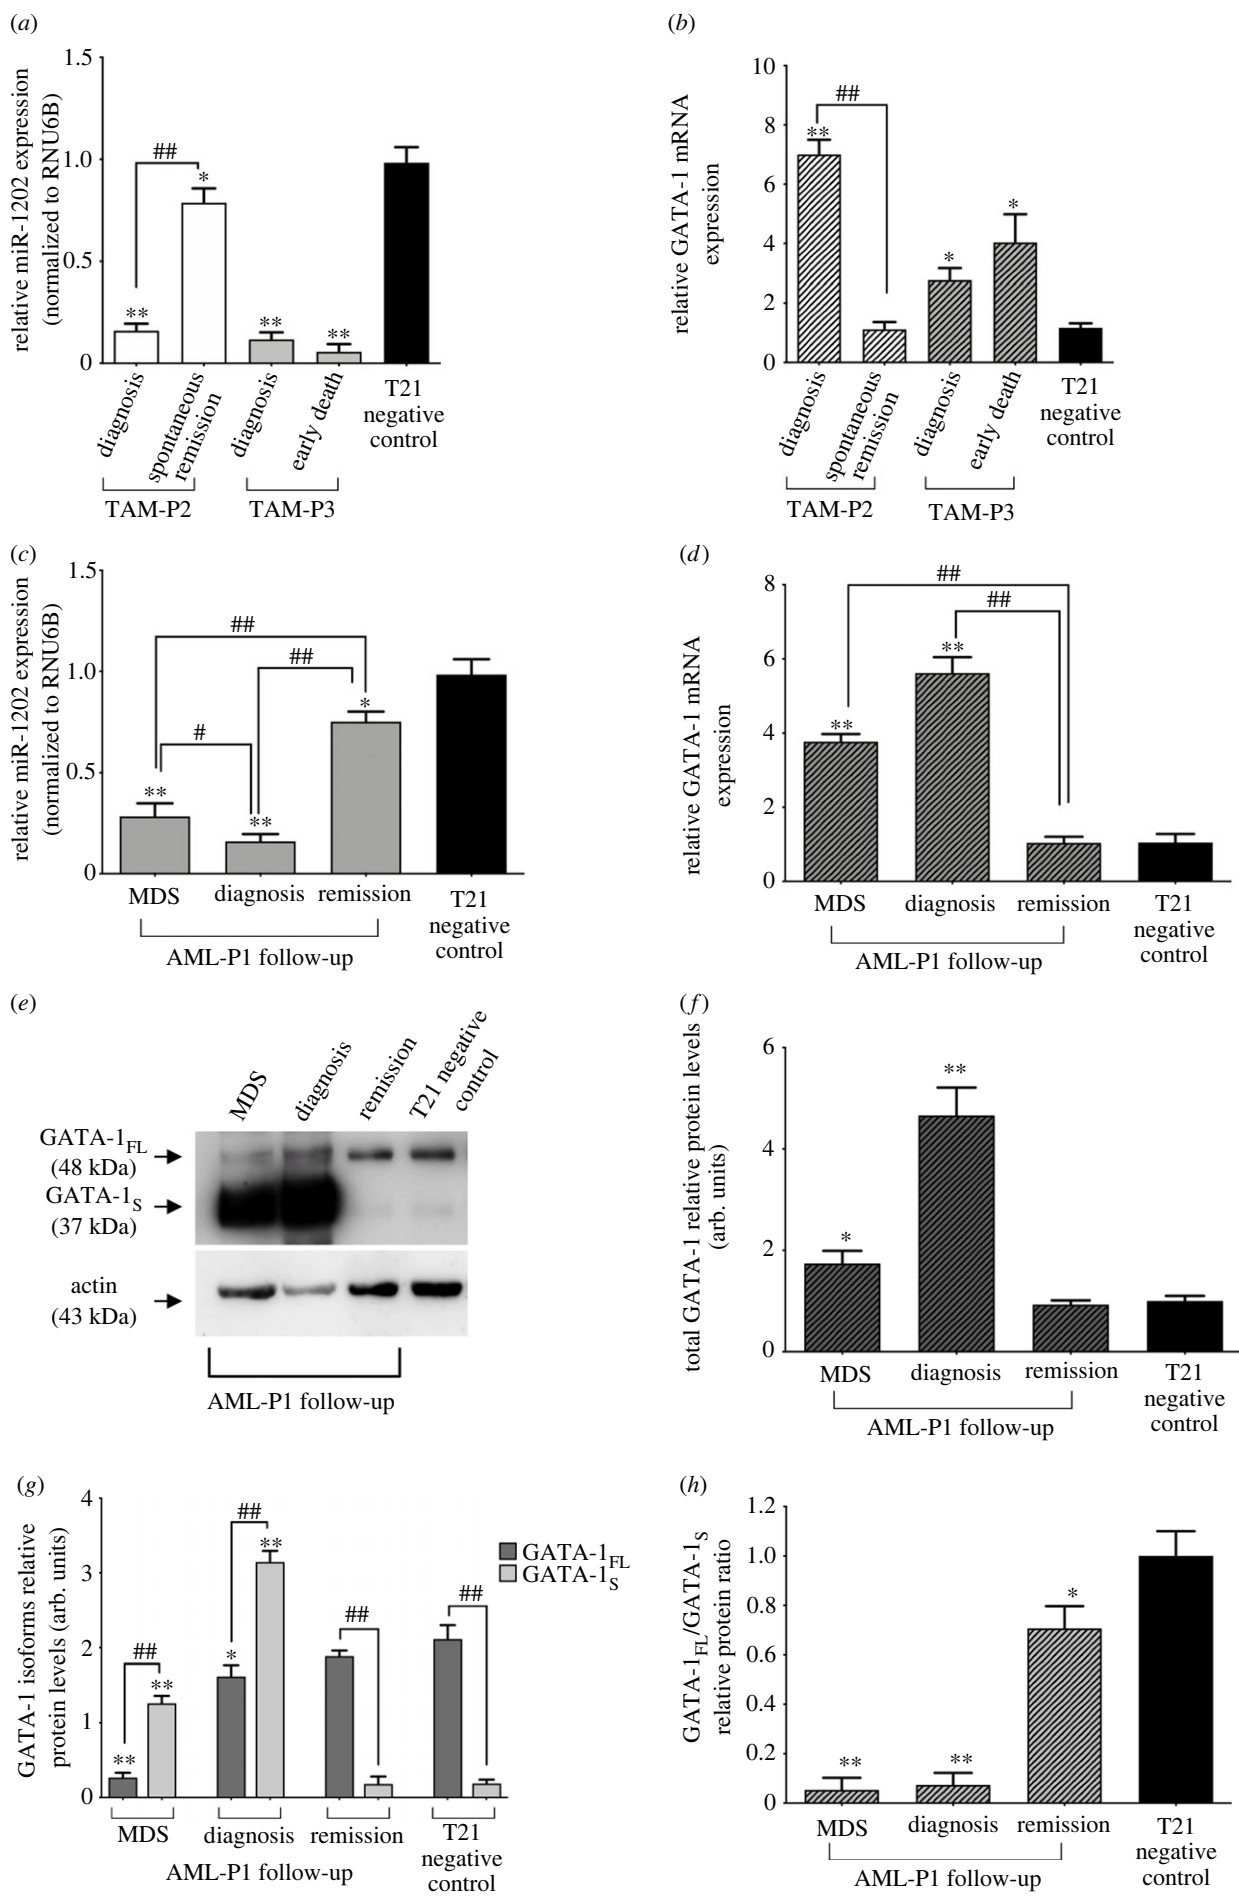 (a)
relative miR-1202 expression
(normalized to RNU6B)
1.5
1.0
0.5
0
##
**
*
**
**
diagnosis
spontaneous
remission
diagnosis
early death
T21
negative
control
TAM-P2
TAM-P3
(b)
relative GATA-1 mRNA
expression
10
8
6
4
2
0
##
**
*
*
diagnosis
spontaneous
remission
diagnosis
early death
T21
negative
control
TAM-P2
TAM-P3
(c)
relative miR-1202 expression
(normalized to RNU6B)
1.5
1.0
0.5
0
##
##
#
**
**
*
MDS
diagnosis
remission
T21
negative
control
AML-P1 follow-up
(d)
relative GATA-1 mRNA
expression
8
6
4
2
0
##
##
**
**
MDS
diagnosis
remission
T21
negative
control
AML-P1 follow-up
(e)
MDS
diagnosis
remission
T21 negative
control
GATA-1FL
(48 kDa)
GATA-1S
(37 kDa)
actin
(43 kDa)
AML-P1 follow-up
(f)
total GATA-1 relative protein levels
(arb. units)
6
4
2
0
*
**
MDS
diagnosis
remission
T21
negative
control
AML-P1 follow-up
(g)
GATA-1 isoforms relative
protein levels (arb. units)
4
3
2
1
0
##
**
**
##
*
**
##
##
GATA-1FL
GATA-1S
MDS
diagnosis
remission
T21
negative
control
AML-P1 follow-up
(h)
GATA-1FL/GATA-1S
relative protein ratio
1.2
1.0
0.8
0.6
0.4
0.2
0
**
**
*
MDS
diagnosis
remission
T21
negative
control
AML-P1 follow-up